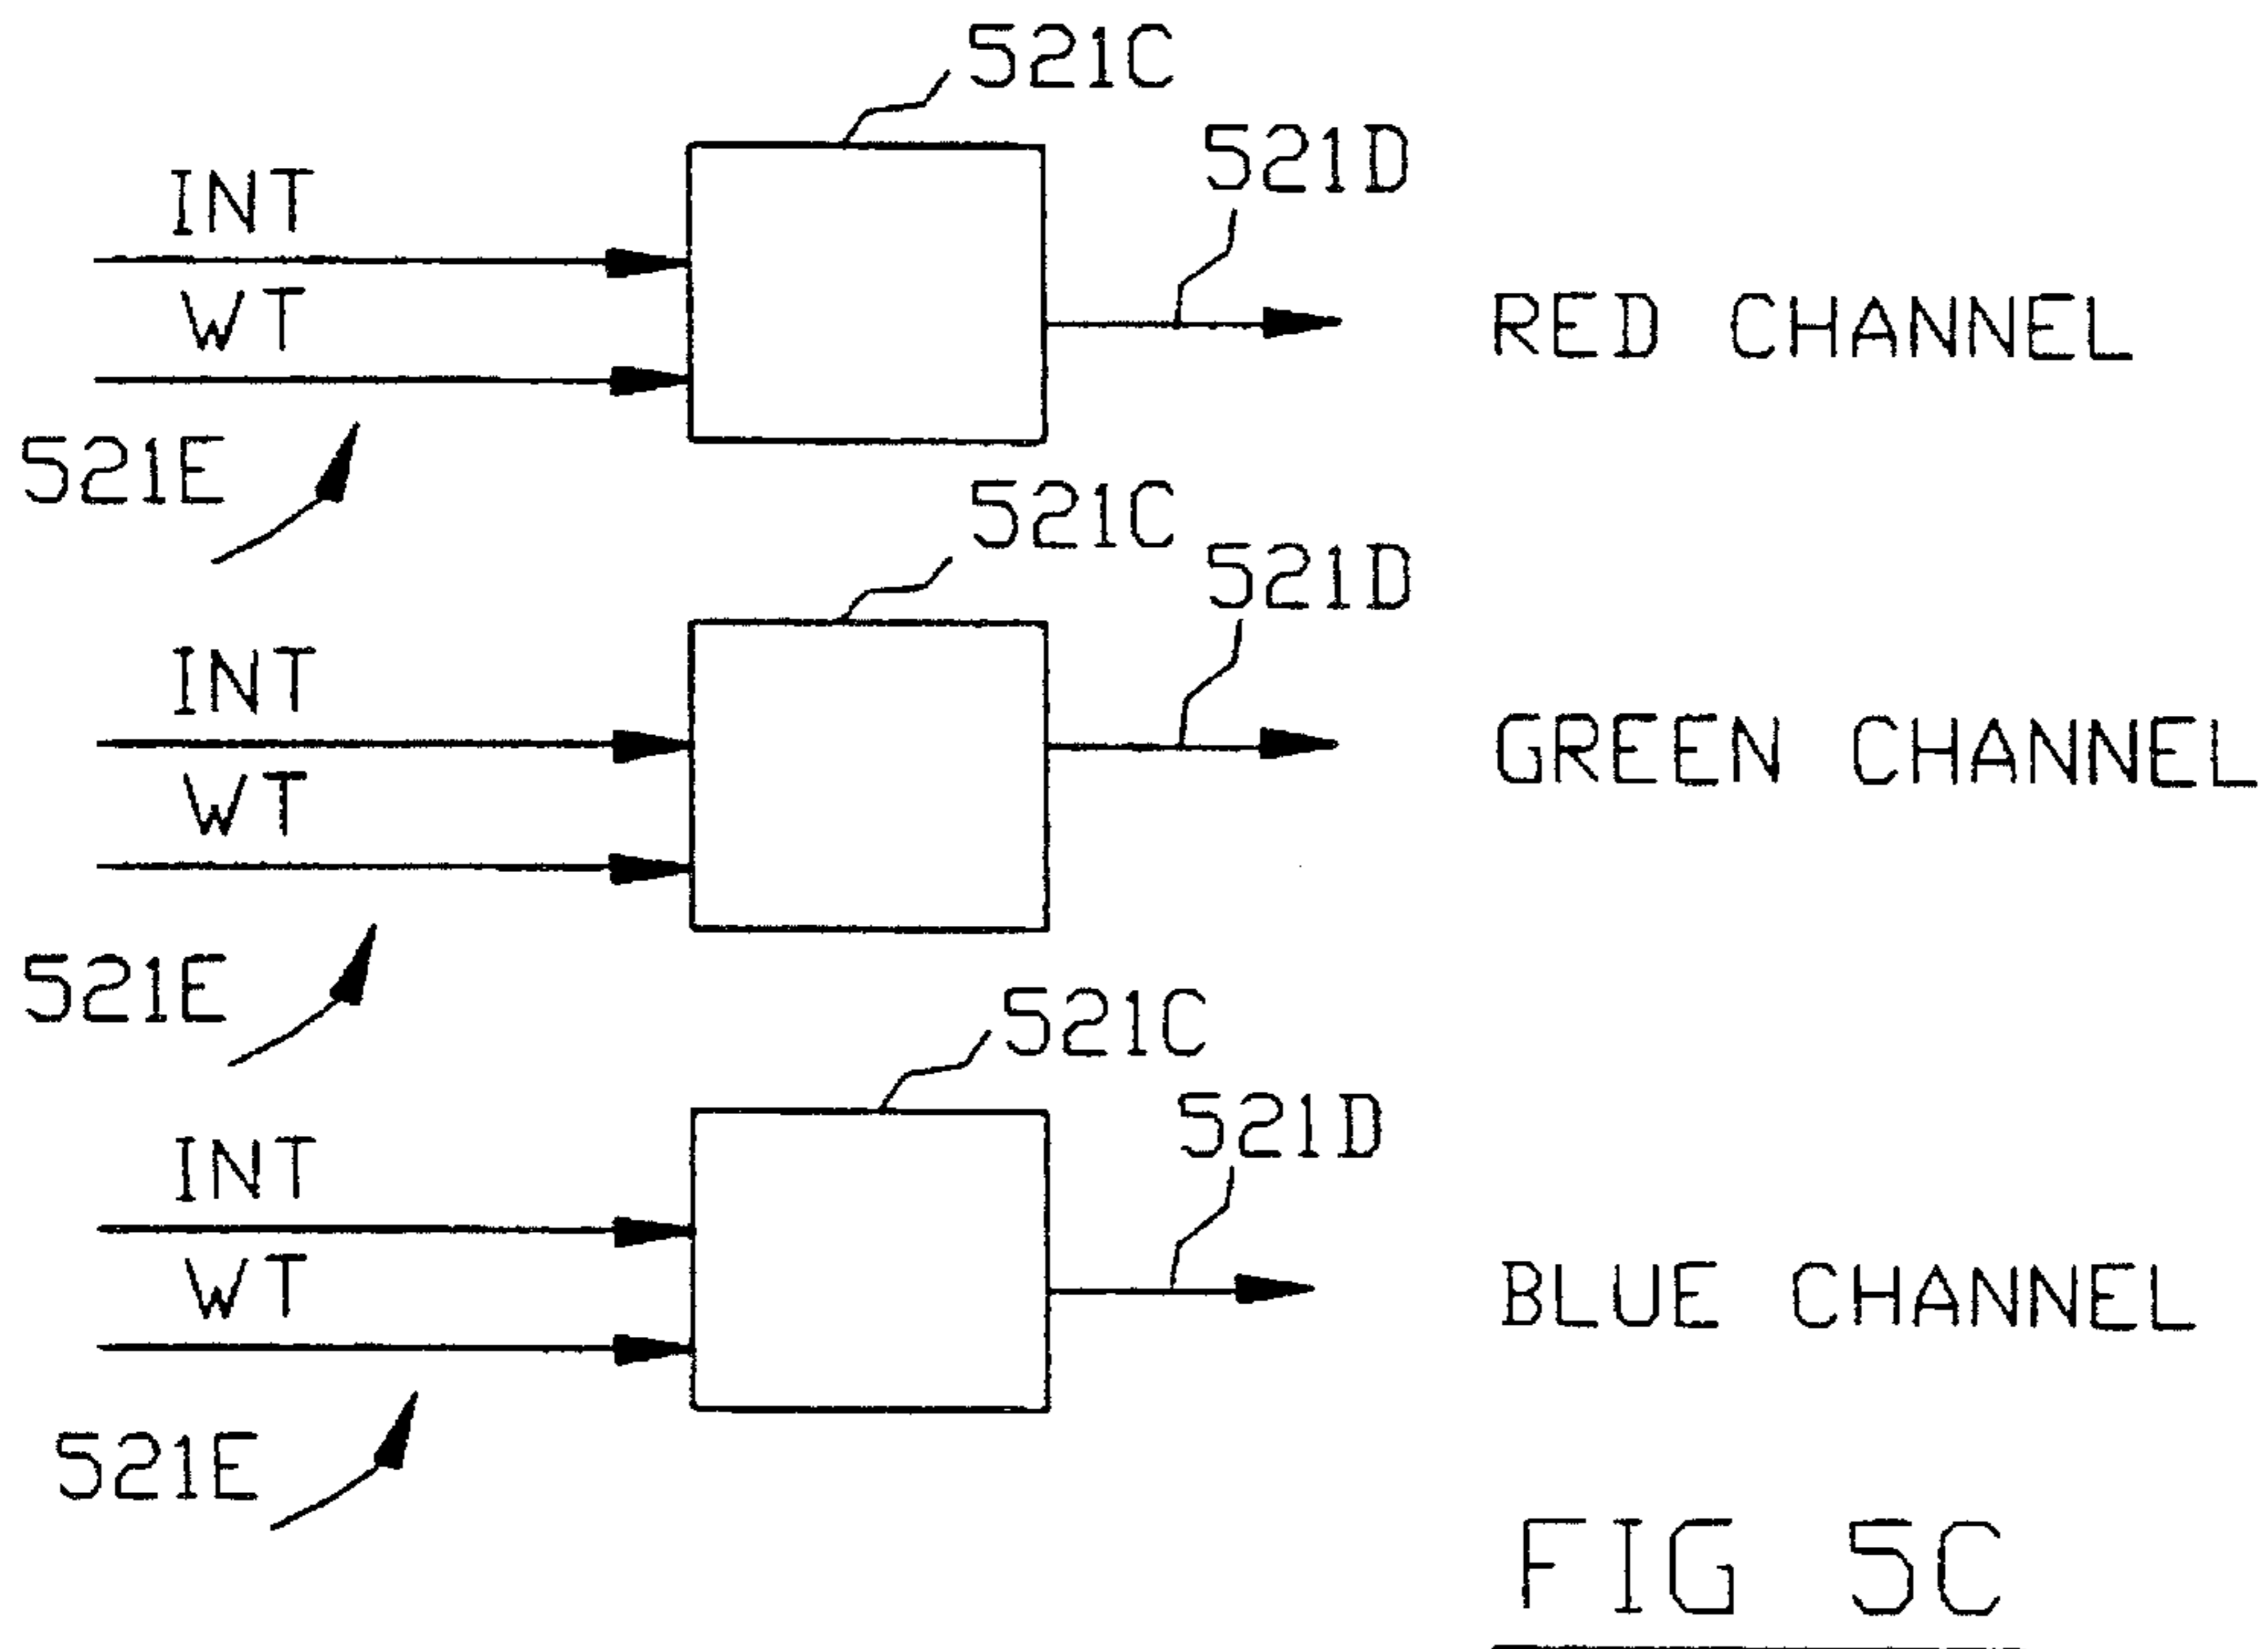 521C
521D
INT
WT
RED CHANNEL
521E
521C
521D
INT
WT
GREEN CHANNEL
521E
521C
521D
INT
WT
BLUE CHANNEL
521E
FIG 5C